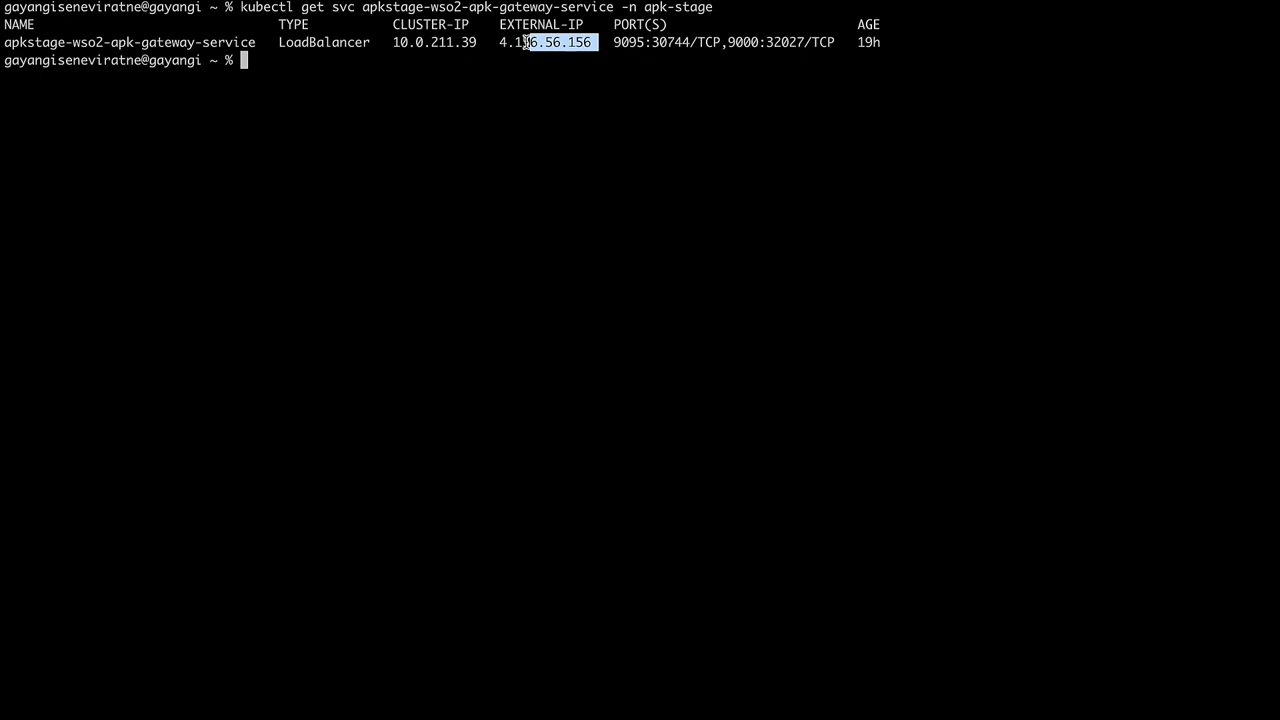 gayangiseneviratne@gayangi ~ % kubectl get svc apkstage-wso2-apk-gateway-service -n apk-stage
NAME TYPE CLUSTER-IP EXTERNAL-IP PORT(S) AGE
apkstage-wso2-apk-gateway-service LoadBalancer 10.0.211.39 9095:30744/TCP,9000:32027/TCP 19h
gayangiseneviratne@gayangi ~ %